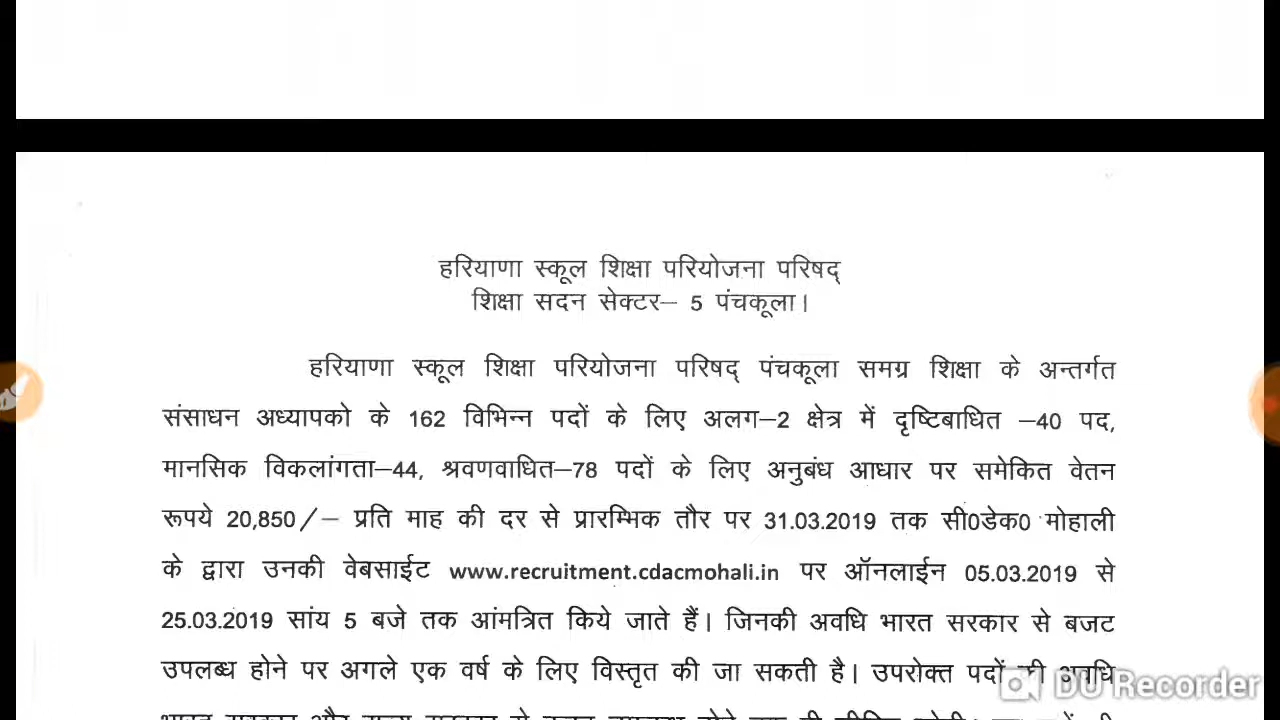 हरियाणा स्कूल शिक्षा परियोजना परिषद्
शिक्षा सदन सेक्टर– 5 पंचकूला।
हरियाणा स्कूल शिक्षा परियोजना परिषद् पंचकूला समग्र शिक्षा के अन्तर्गत
संसाधन अध्यापको के 162 विभिन्न पदों के लिए अलग–2 क्षेत्र में दृष्टिबाधित –40 पद,
मानसिक विकलांगता–44, श्रवणवाधित–78 पदों के लिए अनुबंध आधार पर समेकित वेतन
रूपये 20,850/– प्रति माह की दर से प्रारम्भिक तौर पर 31.03.2019 तक सी0डेक0 मोहाली
के द्वारा उनकी वेबसाईट www.recruitment.cdacmohali.in पर ऑनलाईन 05.03.2019 से
25.03.2019 सांय 5 बजे तक आंमत्रित किये जाते हैं। जिनकी अवधि भारत सरकार से बजट
उपलब्ध होने पर अगले एक वर्ष के लिए विस्तृत की जा सकती है। उपरोक्त पदों की अवधि
DU Recorder